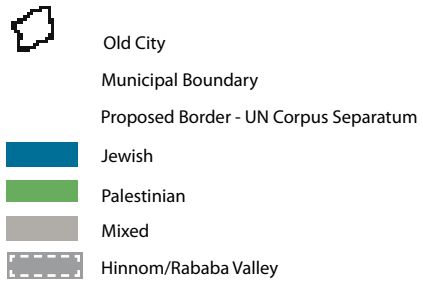 Old City
Municipal Boundary
Proposed Border - UN Corpus Separatum
Jewish
Palestinian
Mixed
Hinnom/Rababa Valley